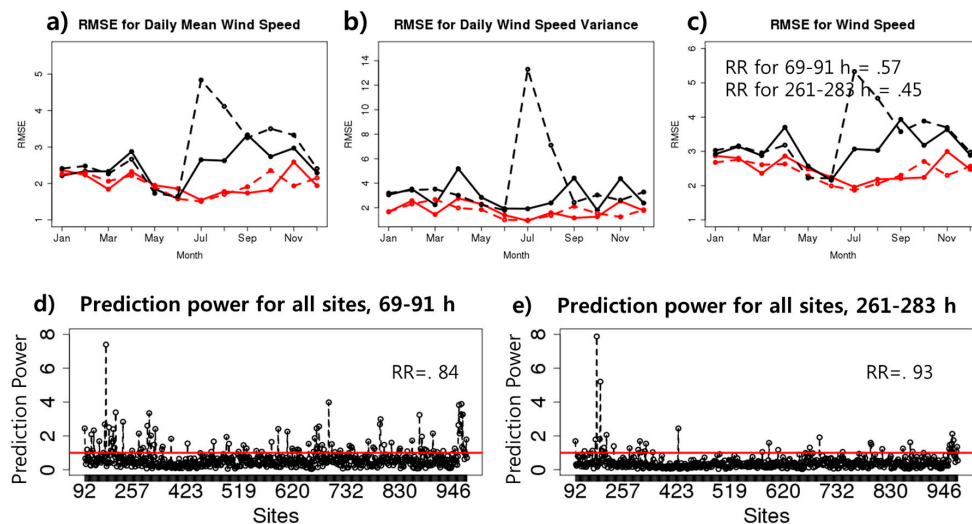 a) RMSE for Daily Mean Wind Speed
RMSE
5
4
3
2
1
Jan Mar May Jul Sep Nov
Month
b) RMSE for Daily Wind Speed Variance
RMSE
14
12
10
8
6
4
2
Jan Mar May Jul Sep Nov
Month
c) RMSE for Wind Speed
RR for 69-91 h = .57
RR for 261-283 h = .45
RMSE
6
5
4
3
2
1
Jan Mar May Jul Sep Nov
Month
d) Prediction power for all sites, 69-91 h
Prediction Power
8
6
4
2
0
RR=. 84
92 257 423 519 620 732 830 946
Sites
e) Prediction power for all sites, 261-283 h
Prediction Power
8
6
4
2
0
RR=. 93
92 257 423 519 620 732 830 946
Sites